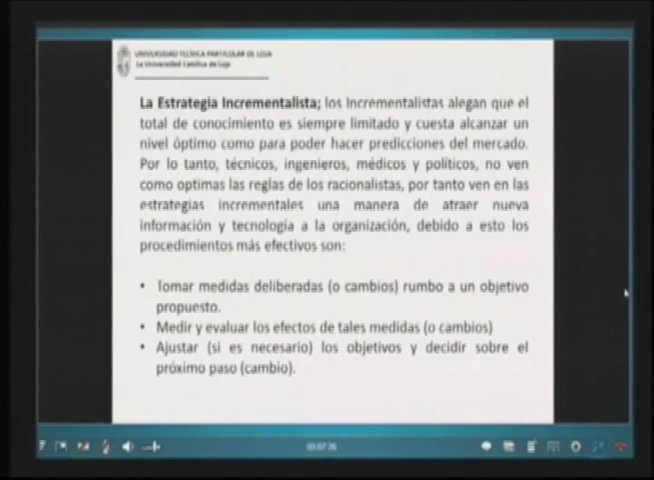 UNIVERSIDAD TÉCNICA PARTICULAR DE LOJA
La Universidad Católica de Loja
La Estrategia Incrementalista; los Incrementalistas alegan que el
total de conocimiento es siempre limitado y cuesta alcanzar un
nivel óptimo como para poder hacer predicciones del mercado.
Por lo tanto, técnicos, ingenieros, médicos y políticos, no ven
como optimas las reglas de los racionalistas, por tanto ven en las
estrategias incrementales una manera de atraer nueva
información y tecnología a la organización, debido a esto los
procedimientos más efectivos son:
• Tomar medidas deliberadas (o cambios) rumbo a un objetivo
propuesto.
• Medir y evaluar los efectos de tales medidas (o cambios)
• Ajustar (si es necesario) los objetivos y decidir sobre el
próximo paso (cambio).